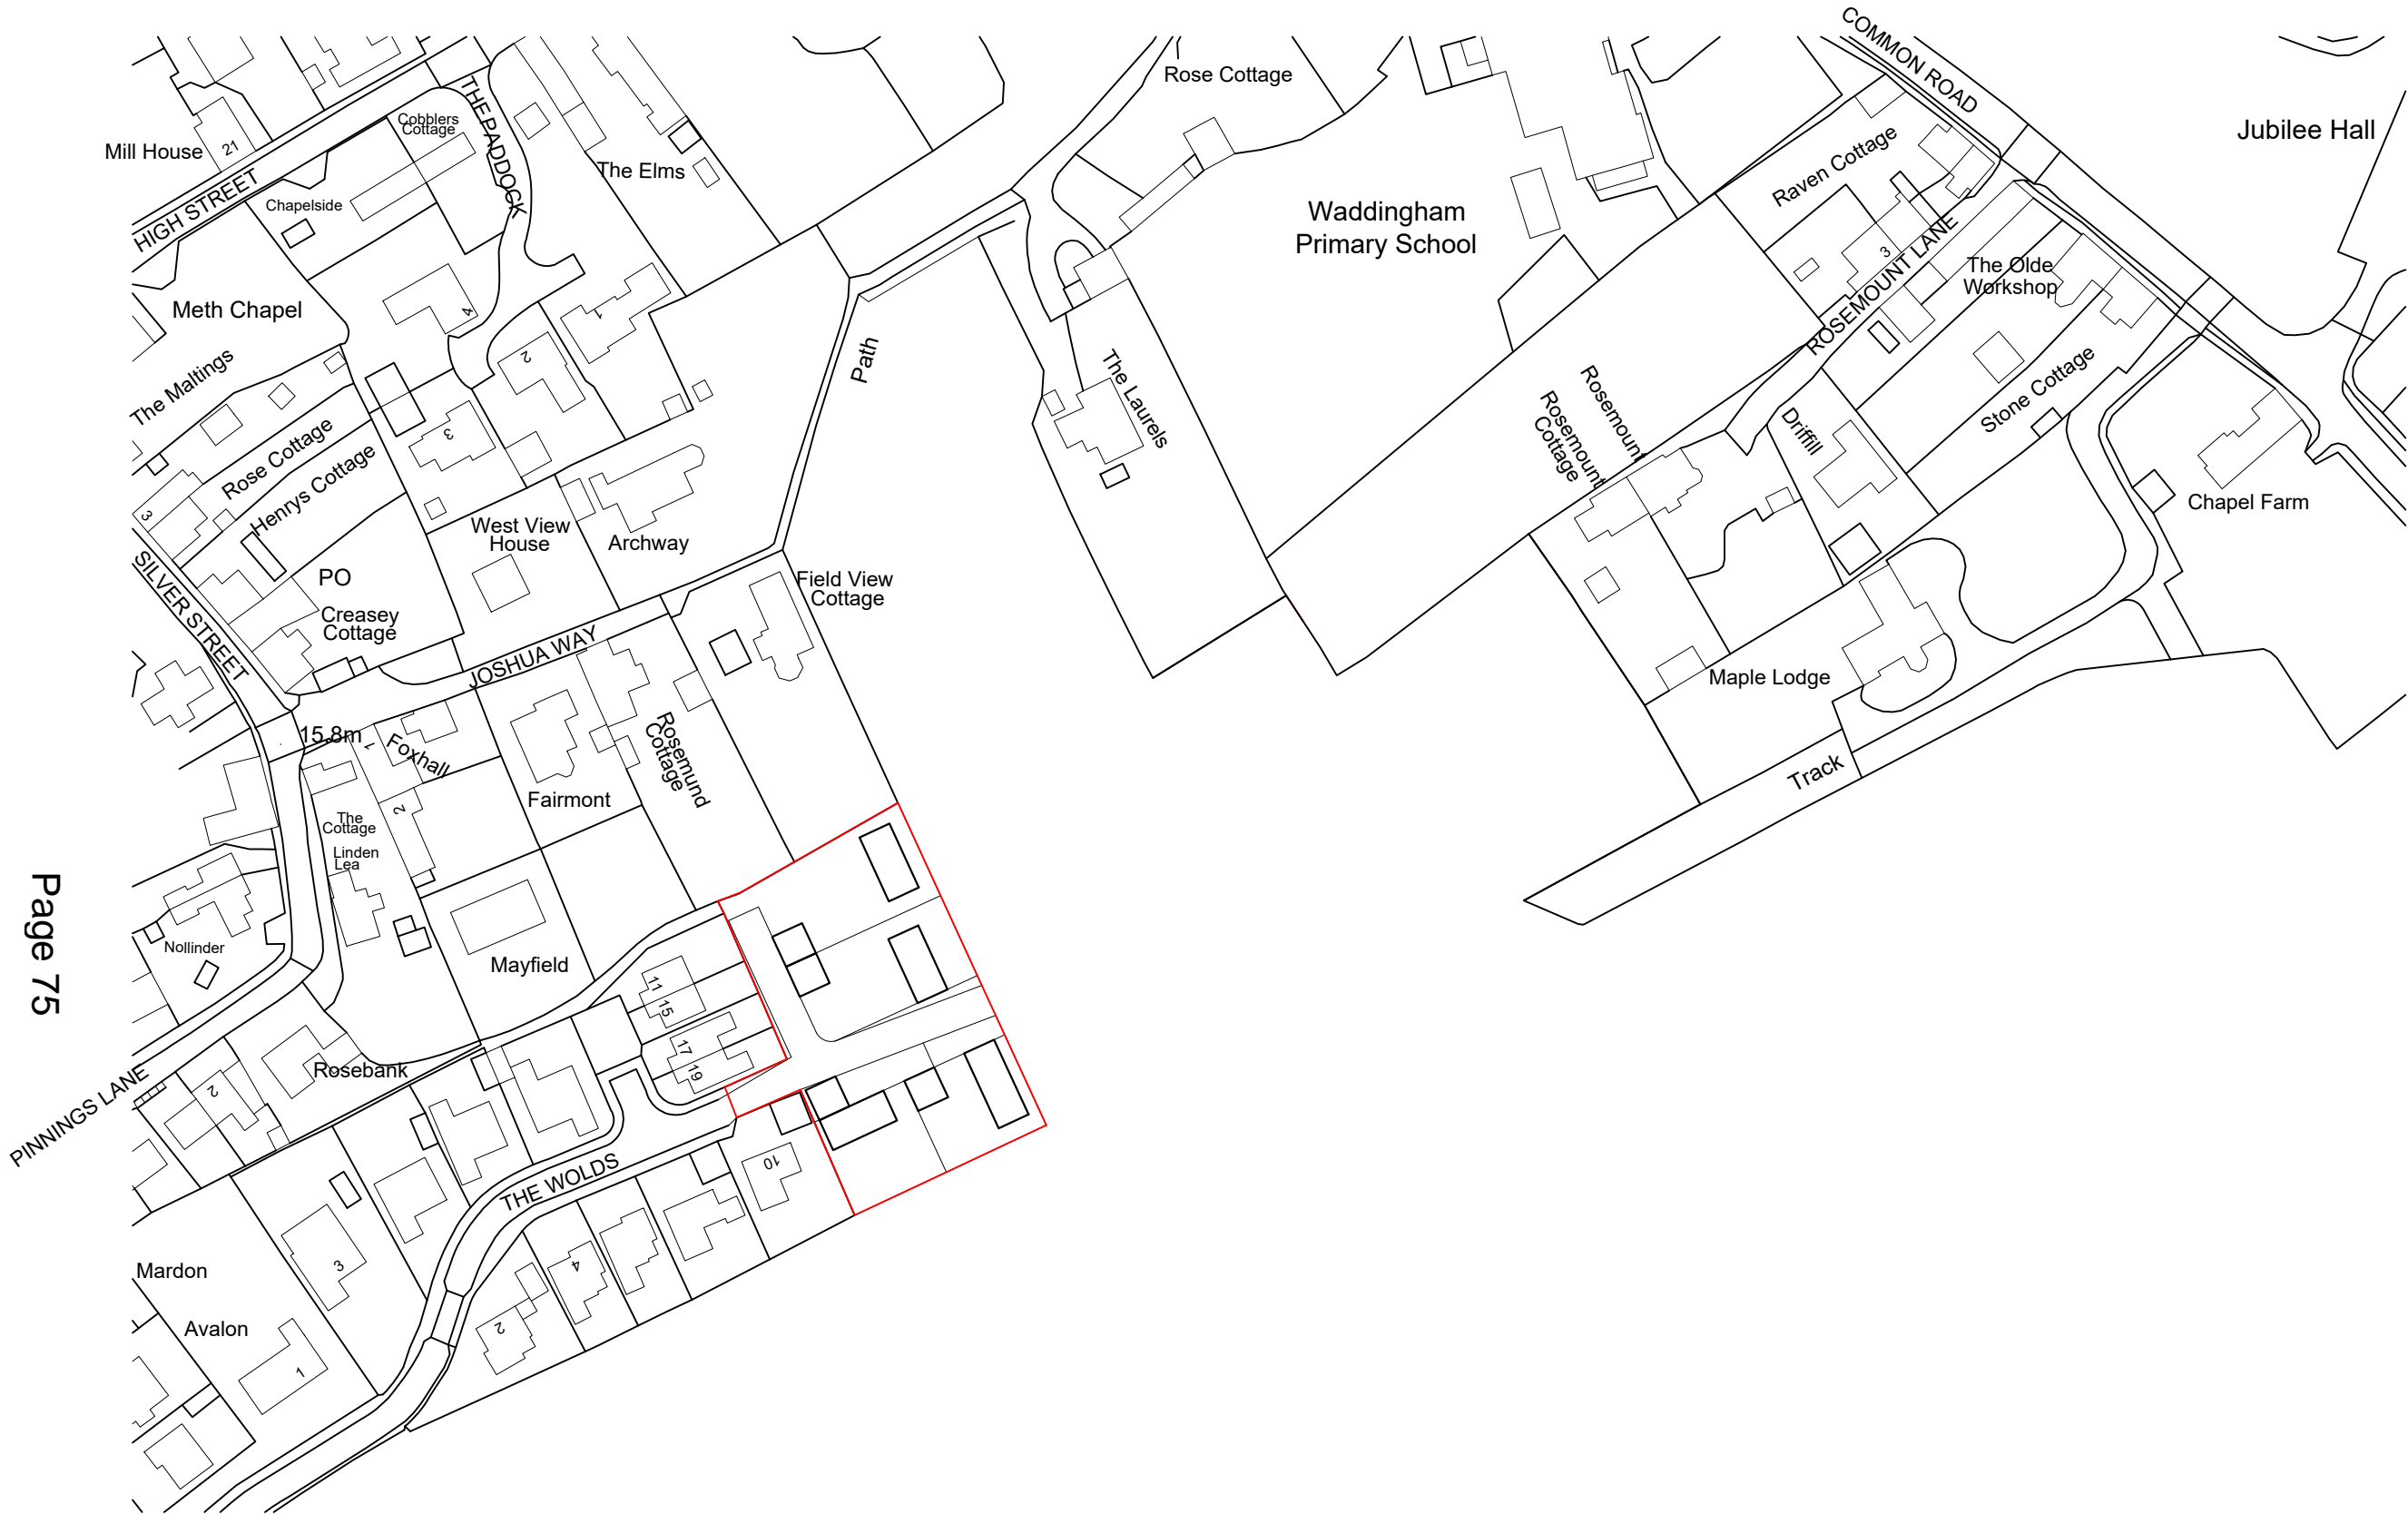 COMMON ROAD
Rose Cottage
Jubilee Hall
THE PADDOCK
Cobblers
Cottage
Mill House
21
The Elms
Raven Cottage
HIGH STREET
Chapelside
Waddingham
Primary School
3
ROSEMOUNT LANE
The Olde
Workshop
Meth Chapel
4
1
2
Path
The Maltings
The Laurels
Rosemount
Rosemount
Cottage
Driffill
Stone Cottage
Rose Cottage
3
Henrys Cottage
3
West View
House
Archway
Chapel Farm
SILVER STREET
PO
Creasey
Cottage
Field View
Cottage
JOSHUA WAY
Maple Lodge
15.8m
1
Foxhall
Rosemund
Cottage
Track
Fairmont
2
The
Cottage
Linden
Lea
Page 75
Nollinder
Mayfield
11
15
17
19
Rosebank
2
PINNINGS LANE
THE WOLDS
10
Mardon
3
4
Avalon
2
1